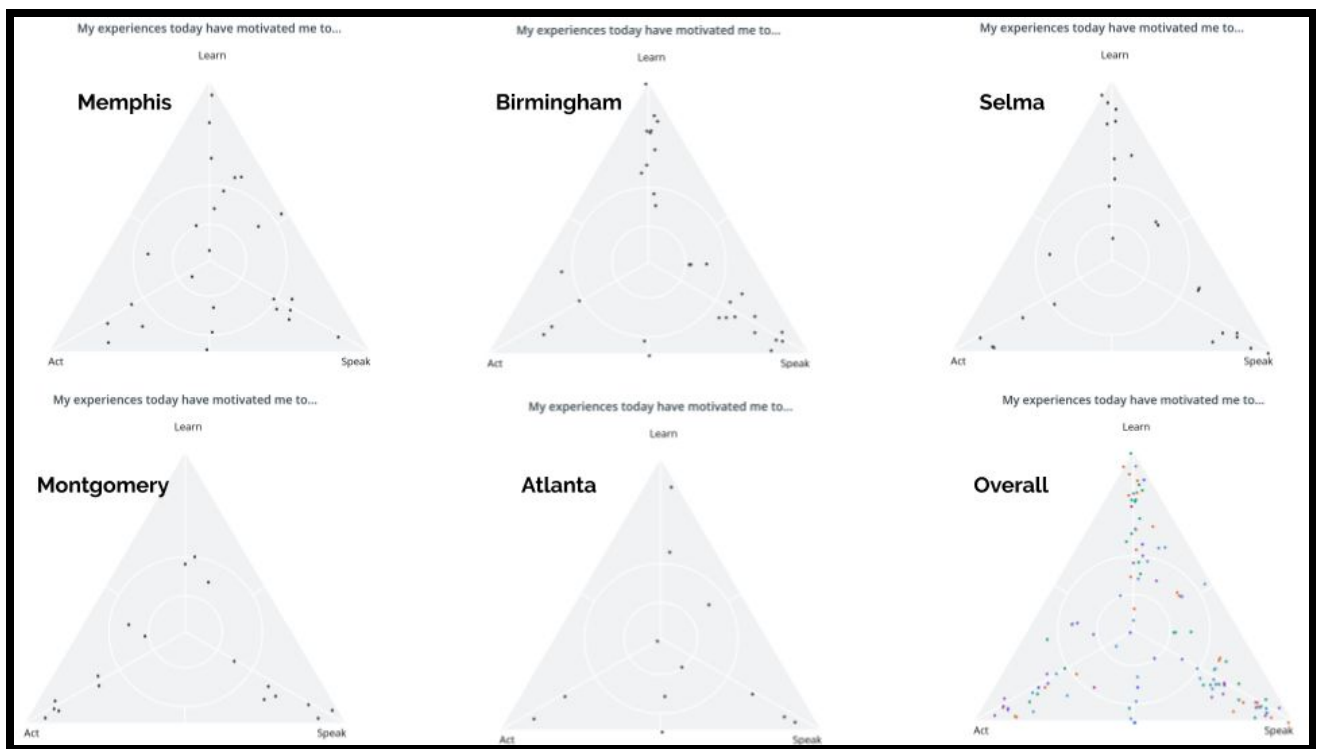 My experiences today have motivated me to...
Learn
Memphis
Act
Speak
My experiences today have motivated me to...
Learn
Birmingham
Act
Speak
My experiences today have motivated me to...
Learn
Selma
Act
Speak
My experiences today have motivated me to...
Learn
Montgomery
Act
Speak
My experiences today have motivated me to...
Learn
Atlanta
Act
Speak
My experiences today have motivated me to...
Learn
Overall
Act
Speak